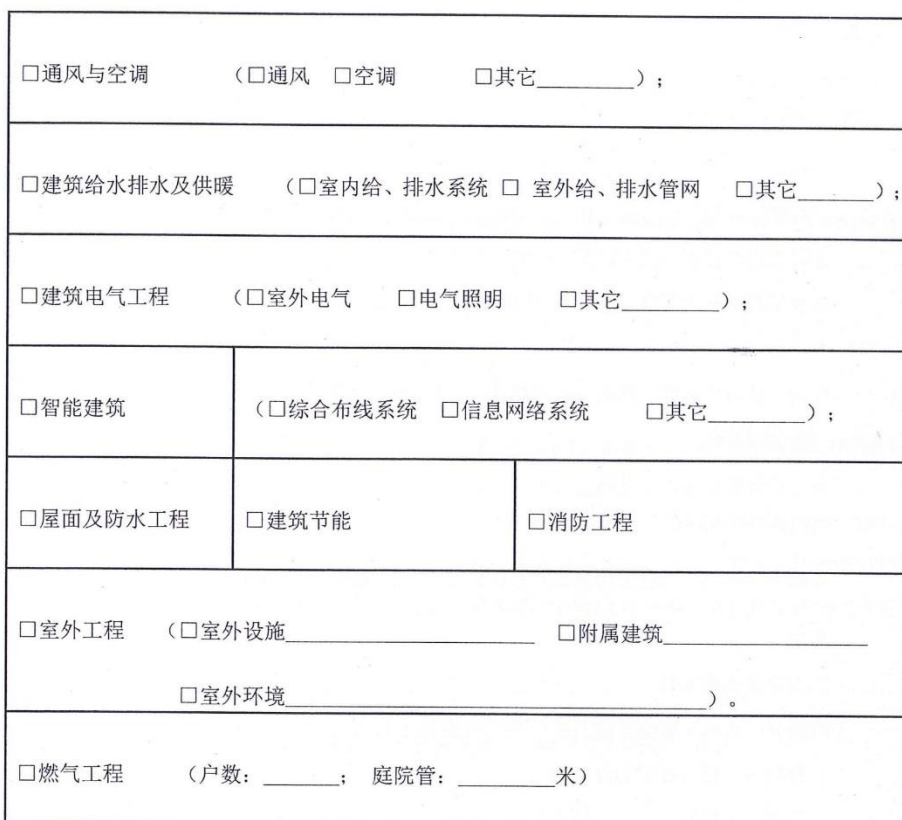 □通风与空调 （□通风 □空调 □其它________）；
□建筑给水排水及供暖 （□室内给、排水系统 □ 室外给、排水管网 □其它______）；
□建筑电气工程 （□室外电气 □电气照明 □其它________）；
□智能建筑 （□综合布线系统 □信息网络系统 □其它________）；
□屋面及防水工程 □建筑节能 □消防工程
□室外工程 （□室外设施____________________ □附属建筑________________
□室外环境__________________________________）。
□燃气工程 （户数：______； 庭院管：________米）